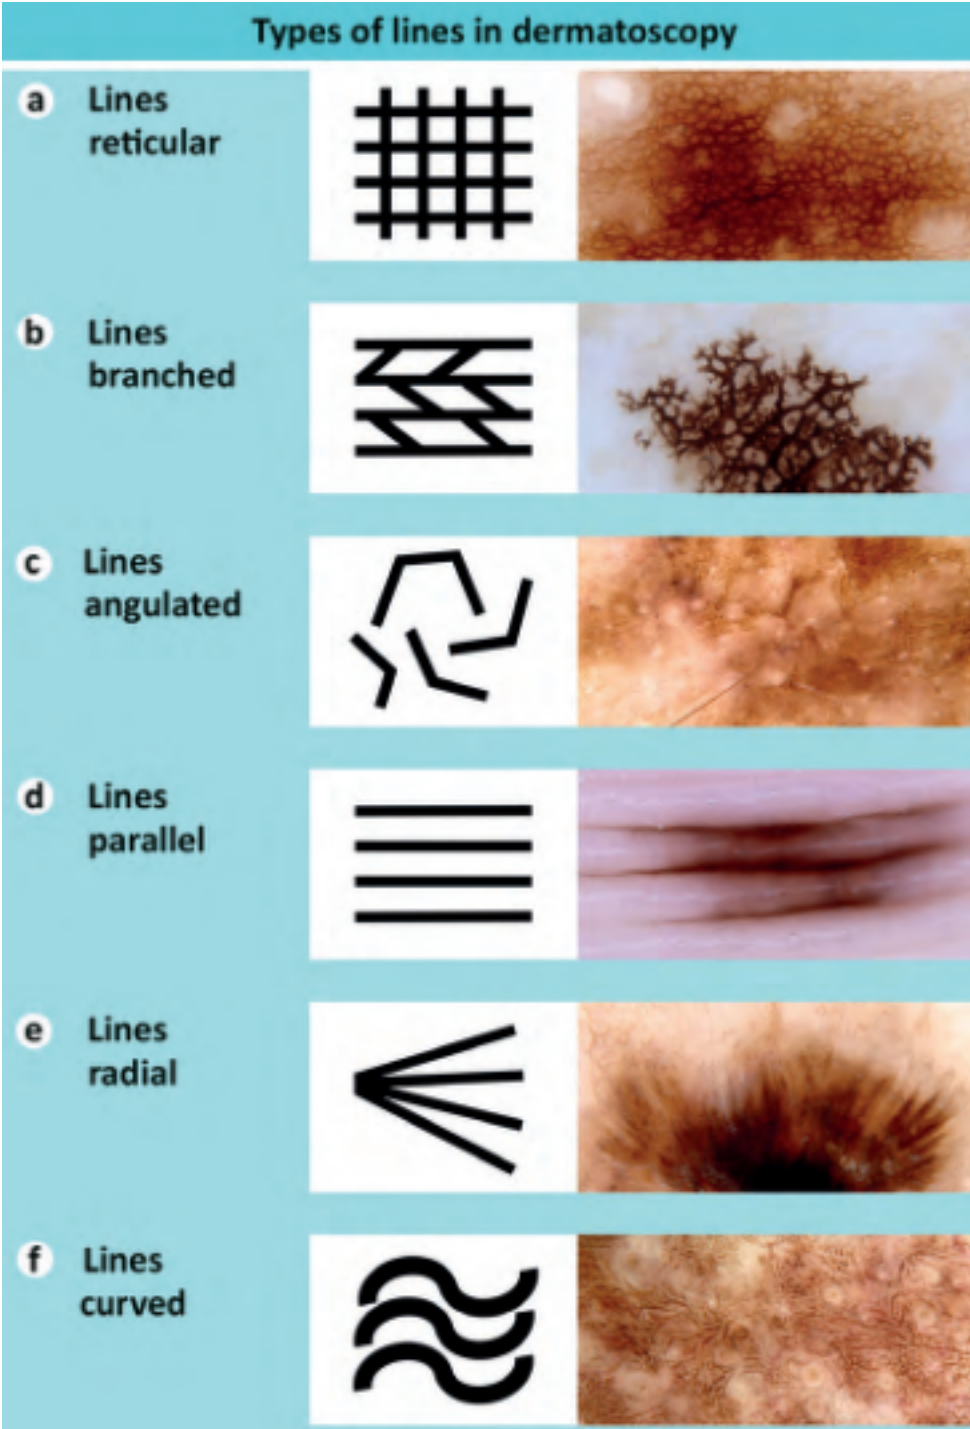 Types of lines in dermatoscopy
a Lines
reticular
b Lines
branched
c Lines
angulated
d Lines
parallel
e Lines
radial
f Lines
curved